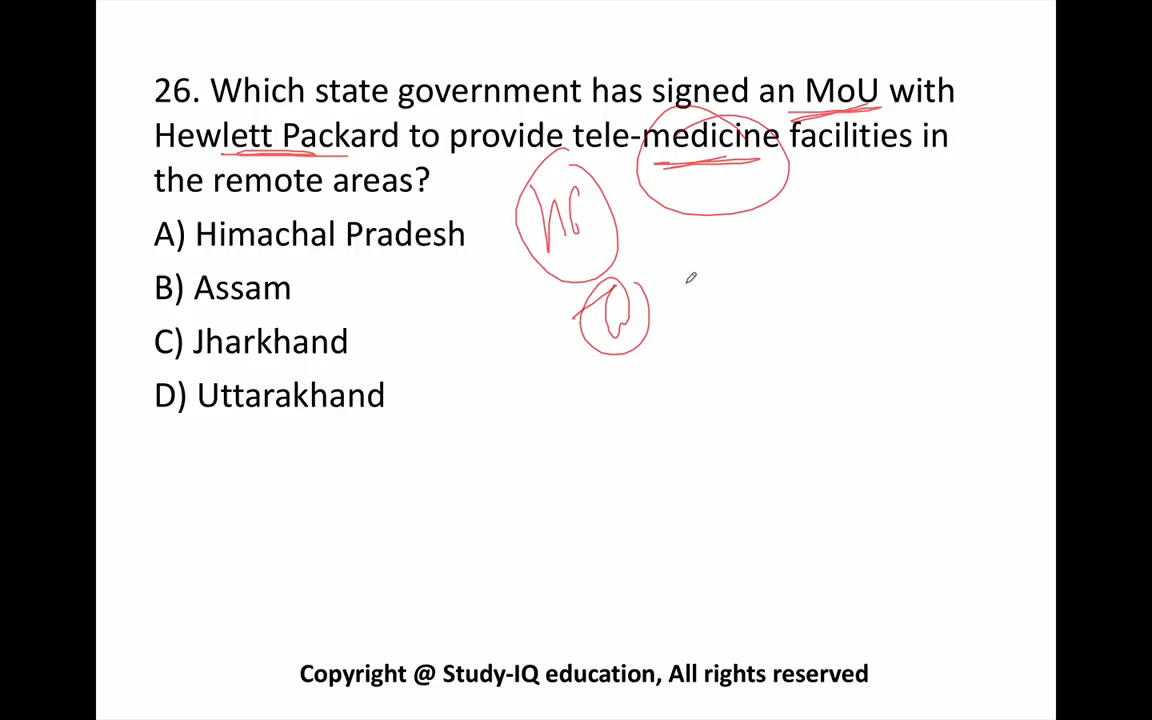 26. Which state government has signed an MoU with
Hewlett Packard to provide tele-medicine facilities in
the remote areas?
A) Himachal Pradesh
B) Assam
C) Jharkhand
D) Uttarakhand
Copyright @ Study-IQ education, All rights reserved